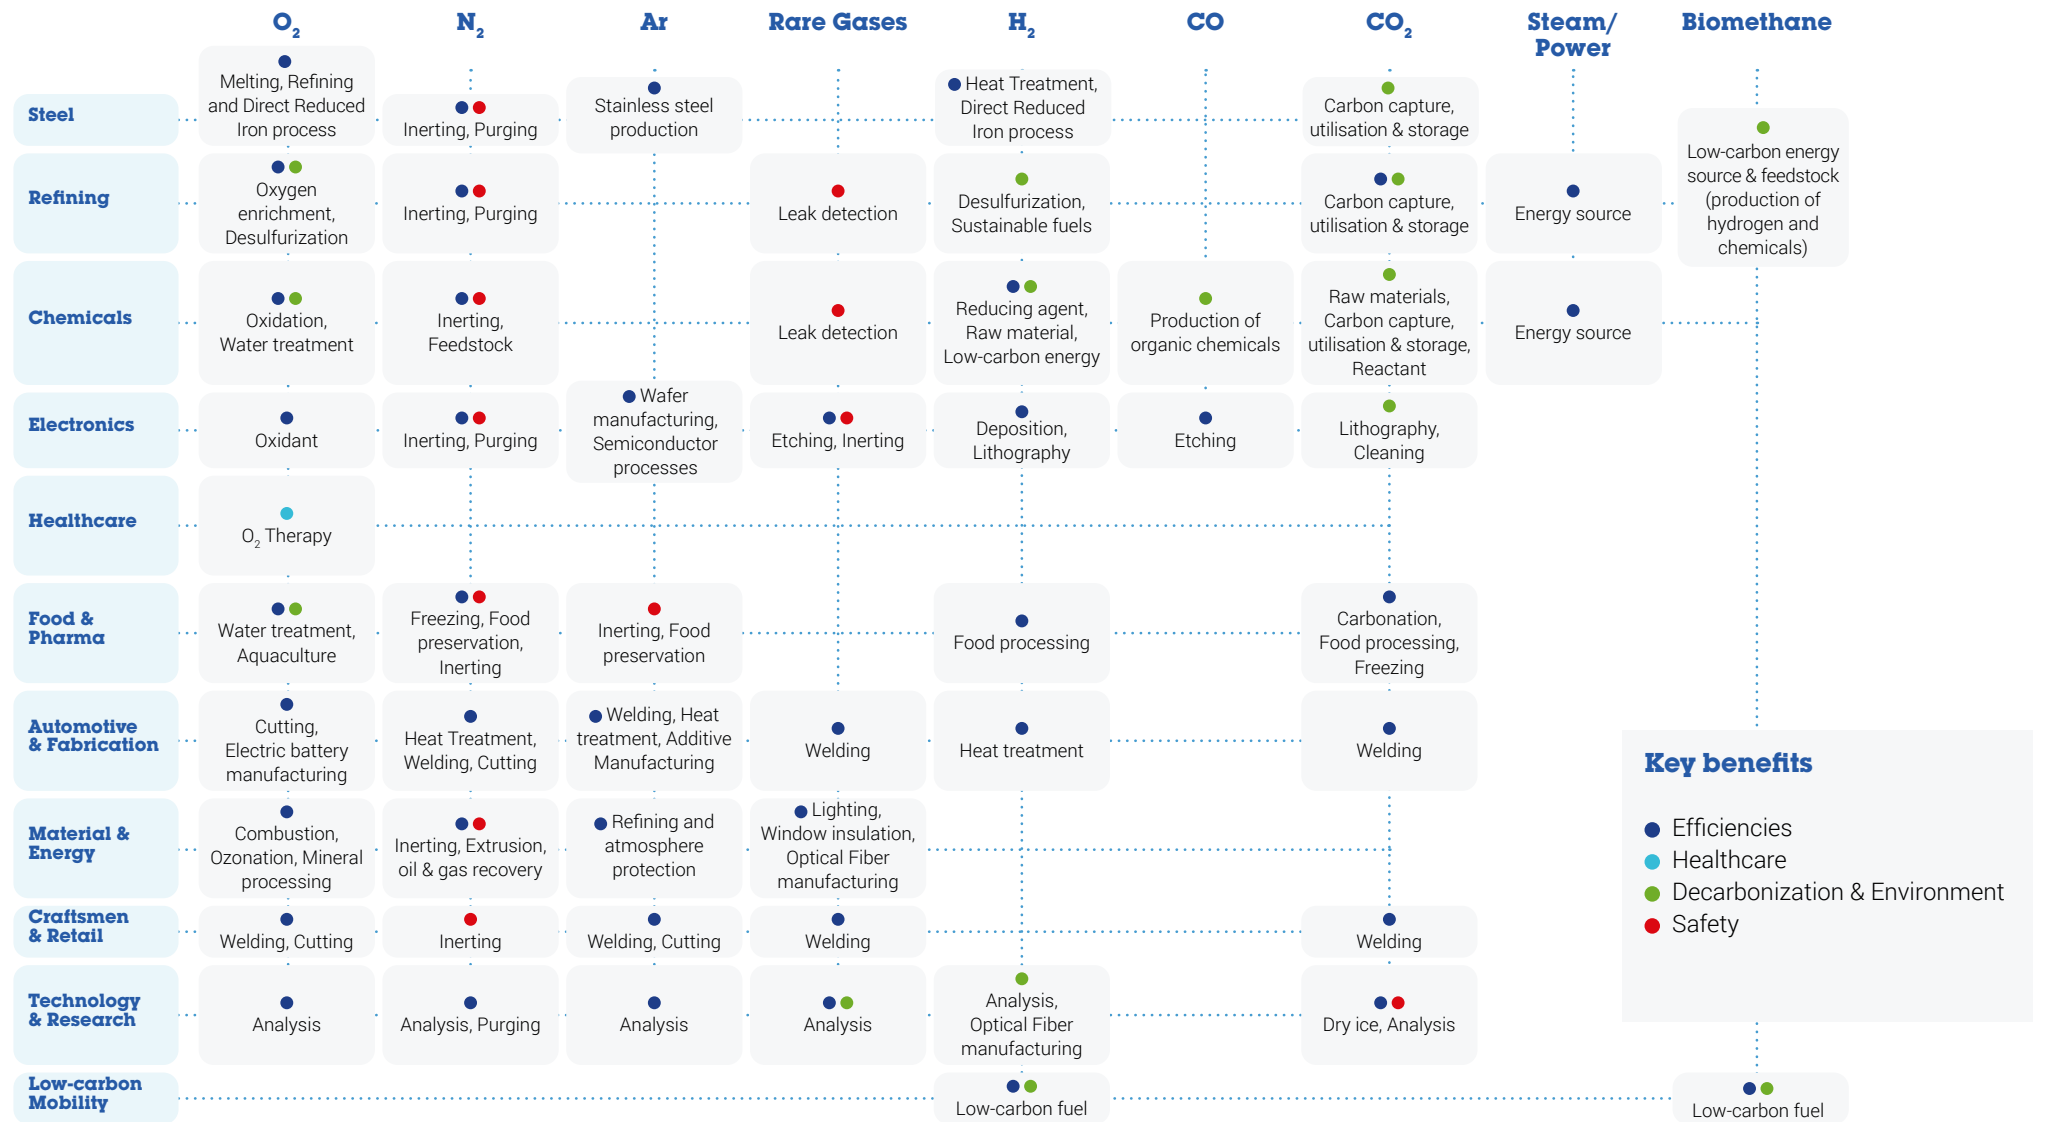 O2
N2
Ar
Rare Gases
H2
CO
CO2
Steam/
Power
Biomethane
Steel
Melting, Refining
and Direct Reduced
Iron process
Inerting, Purging
Stainless steel
production
Heat Treatment,
Direct Reduced
Iron process
Carbon capture,
utilisation & storage
Low-carbon energy
source & feedstock
(production of
hydrogen and
chemicals)
Refining
Oxygen
enrichment,
Desulfurization
Inerting, Purging
Leak detection
Desulfurization,
Sustainable fuels
Carbon capture,
utilisation & storage
Energy source
Chemicals
Oxidation,
Water treatment
Inerting,
Feedstock
Leak detection
Reducing agent,
Raw material,
Low-carbon energy
Production of
organic chemicals
Raw materials,
Carbon capture,
utilisation & storage,
Reactant
Energy source
Electronics
Oxidant
Inerting, Purging
Wafer
manufacturing,
Semiconductor
processes
Etching, Inerting
Deposition,
Lithography
Etching
Lithography,
Cleaning
Healthcare
O2 Therapy
Food &
Pharma
Water treatment,
Aquaculture
Freezing, Food
preservation,
Inerting
Inerting, Food
preservation
Food processing
Carbonation,
Food processing,
Freezing
Automotive
& Fabrication
Cutting,
Electric battery
manufacturing
Heat Treatment,
Welding, Cutting
Welding, Heat
treatment, Additive
Manufacturing
Welding
Heat treatment
Welding
Material &
Energy
Combustion,
Ozonation, Mineral
processing
Inerting, Extrusion,
oil & gas recovery
Refining and
atmosphere
protection
Lighting,
Window insulation,
Optical Fiber
manufacturing
Craftsmen
& Retail
Welding, Cutting
Inerting
Welding, Cutting
Welding
Welding
Technology
& Research
Analysis
Analysis, Purging
Analysis
Analysis
Analysis,
Optical Fiber
manufacturing
Dry ice, Analysis
Low-carbon
Mobility
Low-carbon fuel
Low-carbon fuel
Key benefits
Efficiencies
Healthcare
Decarbonization & Environment
Safety